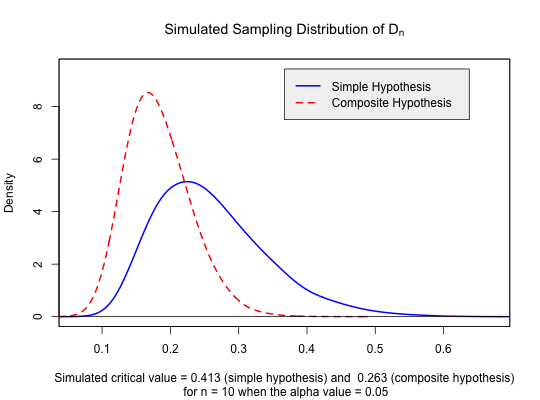 Simulated Sampling Distribution of Dn
Simple Hypothesis
Composite Hypothesis
Density
8
6
4
2
0
0.1 0.2 0.3 0.4 0.5 0.6
Simulated critical value = 0.413 (simple hypothesis) and 0.263 (composite hypothesis)
for n = 10 when the alpha value = 0.05